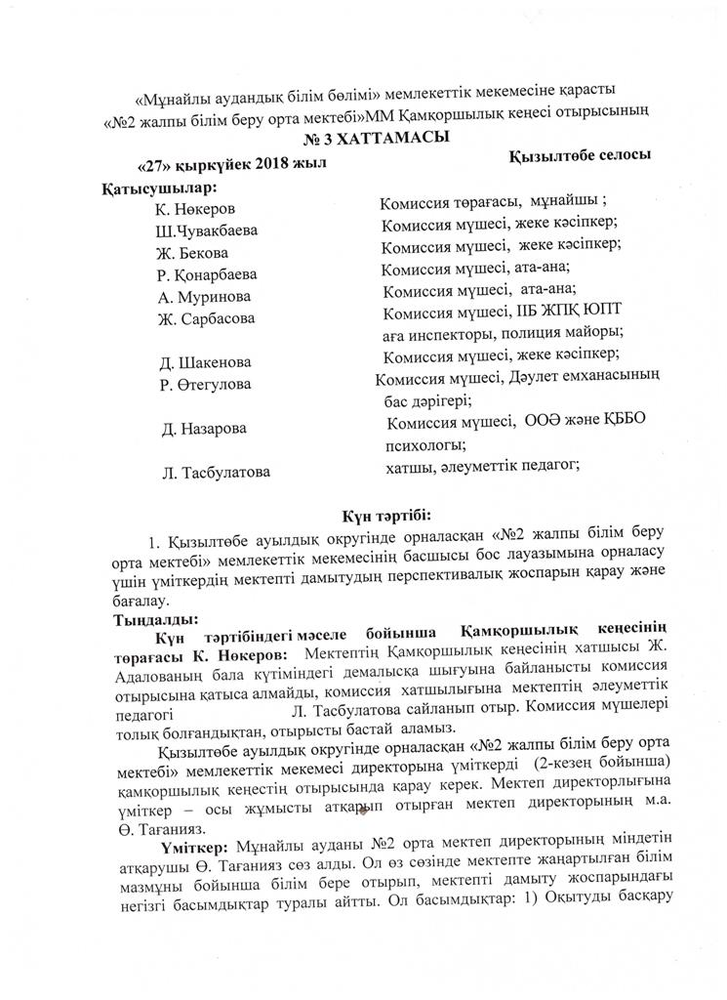 «Мұнайлы аудандық білім бөлімі» мемлекеттік мекемесіне қарасты
«№2 жалпы білім беру орта мектебі»ММ Қамқоршылық кеңесі отырысының
№ 3 ХАТТАМАСЫ
«27» қыркүйек 2018 жыл Қызылтөбе селосы
Қатысушылар:
К. Нөкеров Комиссия төрағасы, мұнайшы ;
Ш.Чувакбаева Комиссия мүшесі, жеке кәсіпкер;
Ж. Бекова Комиссия мүшесі, жеке кәсіпкер;
Р. Қонарбаева Комиссия мүшесі, ата-ана;
А. Муринова Комиссия мүшесі, ата-ана;
Ж. Сарбасова Комиссия мүшесі, ІІБ ЖПҚ ЮПТ
аға инспекторы, полиция майоры;
Д. Шакенова Комиссия мүшесі, жеке кәсіпкер;
Р. Өтегулова Комиссия мүшесі, Дәулет емханасының
бас дәрігері;
Д. Назарова Комиссия мүшесі, ООӘ және ҚББО
психологы;
Л. Тасбулатова хатшы, әлеуметтік педагог;
Күн тәртібі:
1. Қызылтөбе ауылдық округінде орналасқан «№2 жалпы білім беру
орта мектебі» мемлекеттік мекемесінің басшысы бос лауазымына орналасу
үшін үміткердің мектепті дамытудың перспективалық жоспарын қарау және
бағалау.
Тыңдалды:
Күн тәртібіндегі мәселе бойынша Қамқоршылық кеңесінің
төрағасы К. Нөкеров: Мектептің Қамқоршылық кеңесінің хатшысы Ж.
Адалованың бала күтіміндегі демалысқа шығуына байланысты комиссия
отырысына қатыса алмайды, комиссия хатшылығына мектептің әлеуметтік
педагогі Л. Тасбулатова сайланып отыр. Комиссия мүшелері
толық болғандықтан, отырысты бастай аламыз.
Қызылтөбе ауылдық округінде орналасқан «№2 жалпы білім беру орта
мектебі» мемлекеттік мекемесі директорына үміткерді (2-кезең бойынша)
қамқоршылық кеңестің отырысында қарау керек. Мектеп директорлығына
үміткер – осы жұмысты атқарып отырған мектеп директорының м.а.
Ө. Тағанияз.
Үміткер: Мұнайлы ауданы №2 орта мектеп директорының міндетін
атқарушы Ө. Тағанияз сөз алды. Ол өз сөзінде мектепте жаңартылған білім
мазмұны бойынша білім бере отырып, мектепті дамыту жоспарындағы
негізгі басымдықтар туралы айтты. Ол басымдықтар: 1) Оқытуды басқару